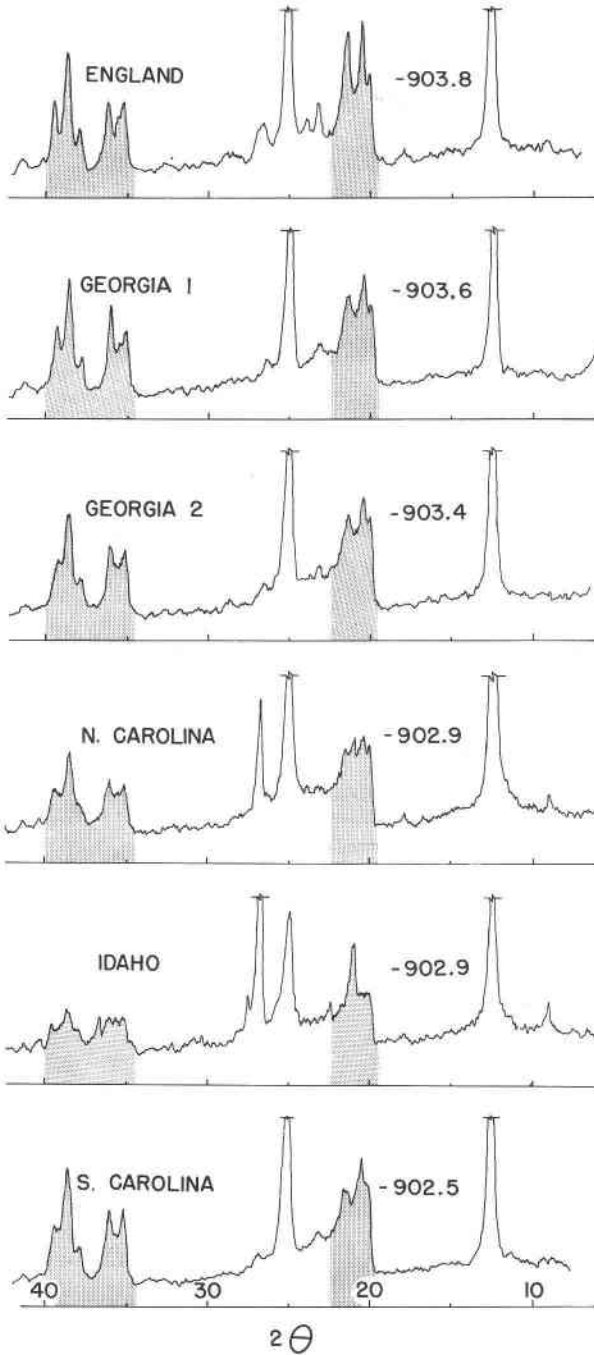 ENGLAND -903.8
GEORGIA 1 -903.6
GEORGIA 2 -903.4
N. CAROLINA -902.9
IDAHO -902.9
S. CAROLINA -902.5
40 30 20 10
2θ